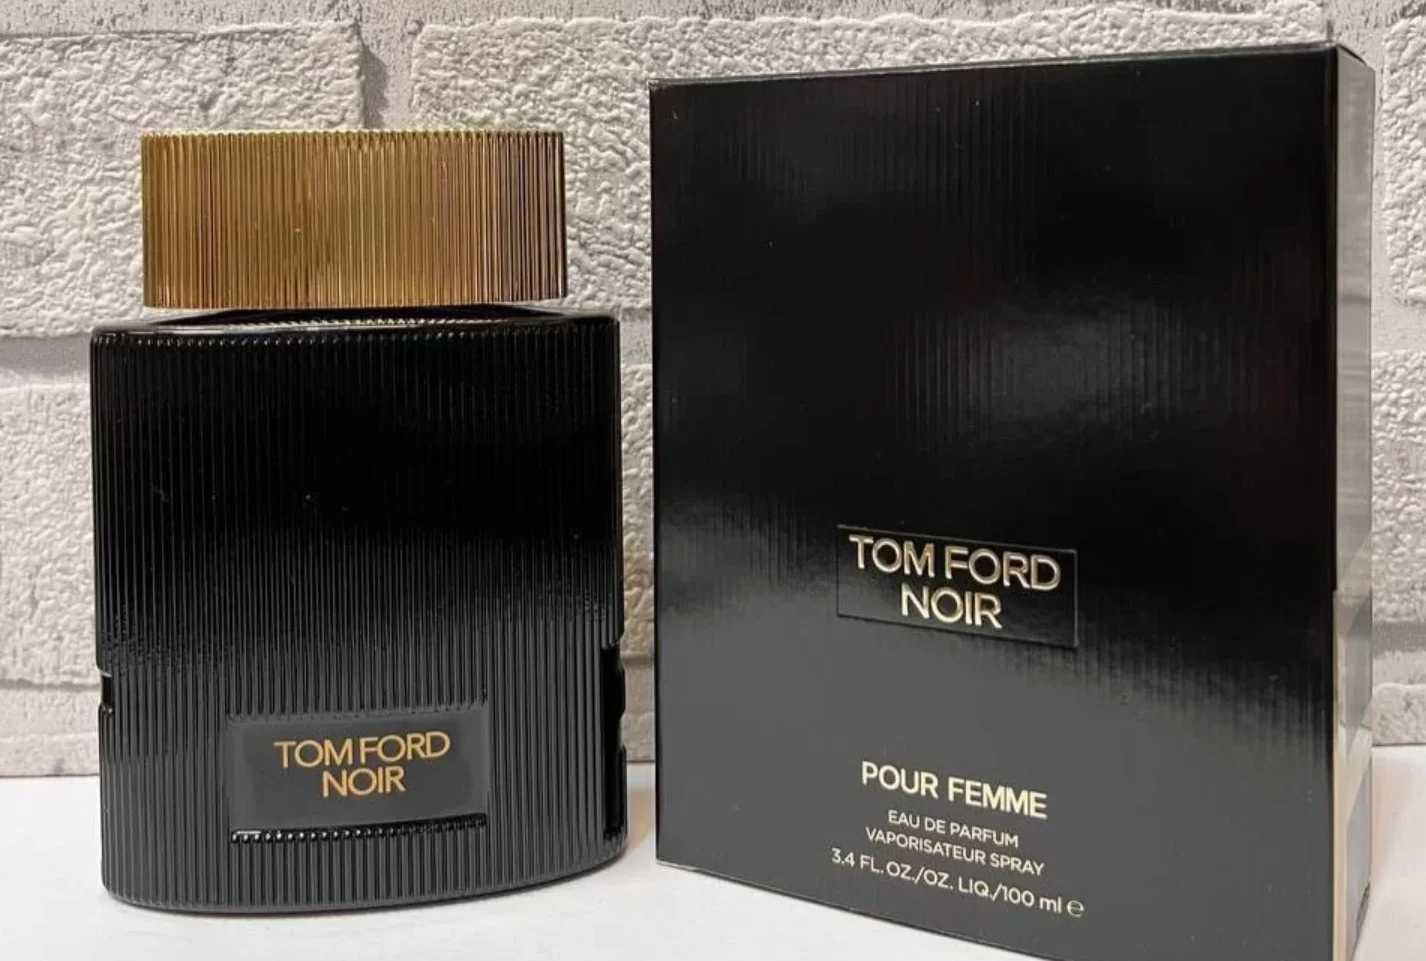 TOM FORD
NOIR
TOM FORD
NOIR
POUR FEMME
EAU DE PARFUM
VAPORISATEUR SPRAY
3.4 FL. OZ./OZ. LIQ./100 ml ℮